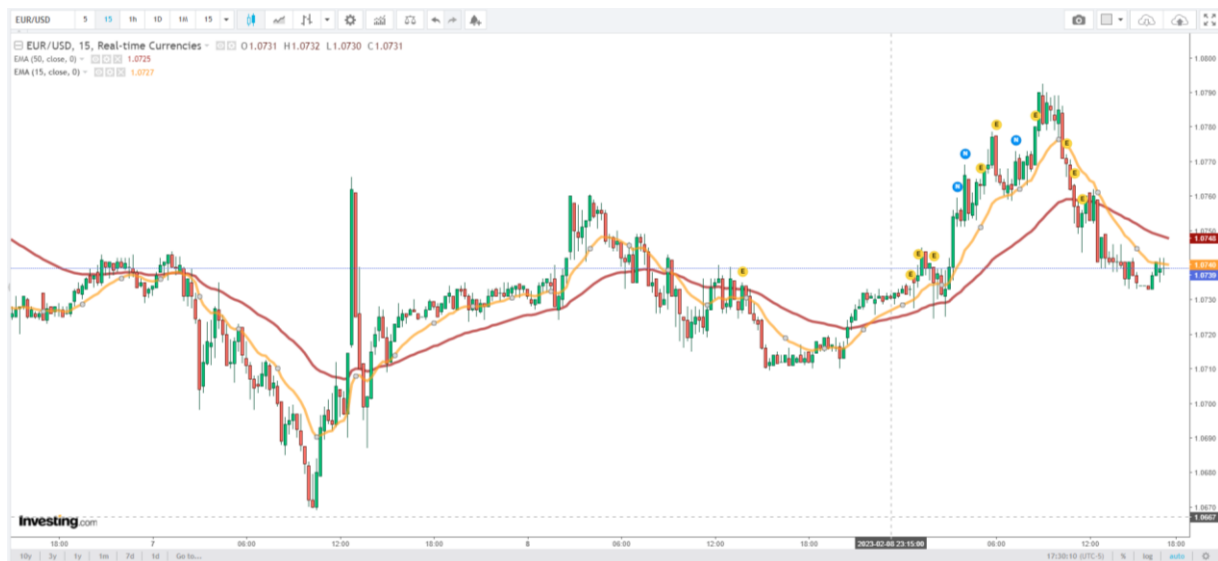 EUR/USD 5 15 1h 1D 1M 15
EUR/USD, 15, Real-time Currencies O1.0731 H1.0732 L1.0730 C1.0731
EMA (50, close, 0) 1.0725
EMA (15, close, 0) 1.0727
1.0800
1.0790
1.0780
1.0770
1.0760
1.0750
1.0748
1.0740
1.0739
1.0730
1.0720
1.0710
1.0700
1.0690
1.0680
1.0670
1.0667
E
E
N
N
E
E
N
E
E
E
E
E
E
E
Investing.com
18:00 7 06:00 12:00 18:00 8 06:00 12:00 18:00 2023-02-08 23:15:00 06:00 12:00 18:00
10y 3y 1y 1m 7d 1d Go to... 17:30:10 (UTC-5) % log auto